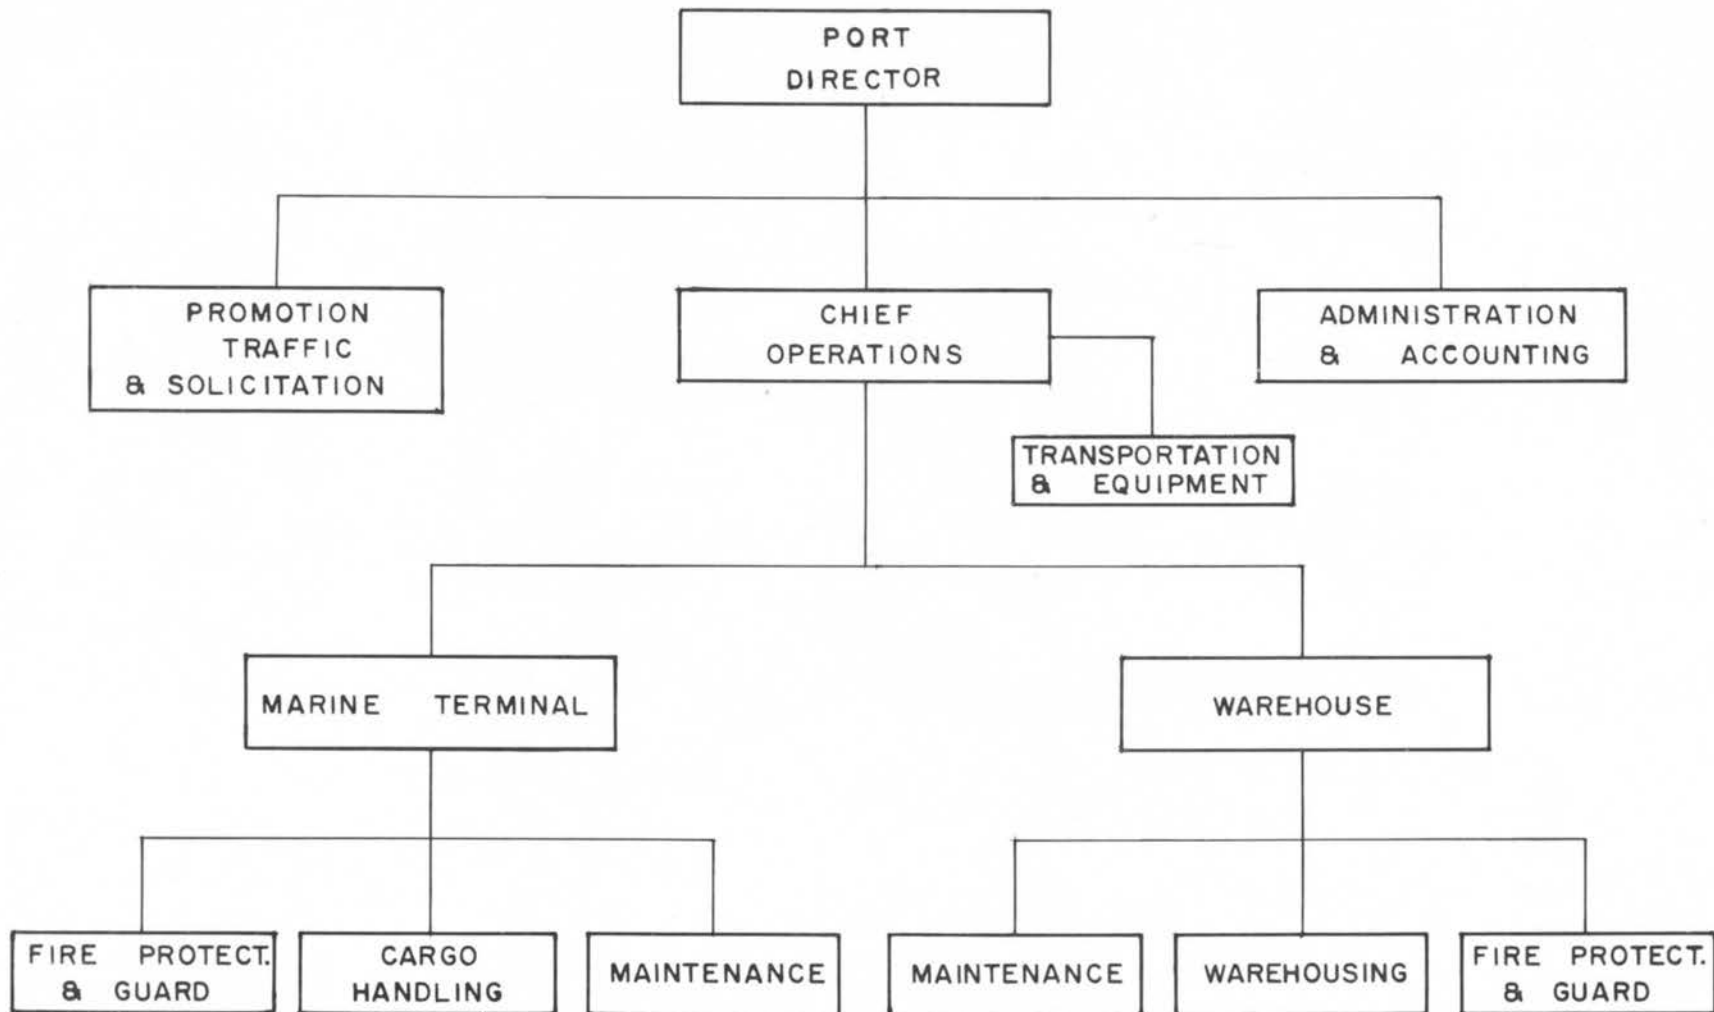 PORT
DIRECTOR
PROMOTION
TRAFFIC
& SOLICITATION
CHIEF
OPERATIONS
ADMINISTRATION
& ACCOUNTING
TRANSPORTATION
& EQUIPMENT
MARINE TERMINAL
WAREHOUSE
FIRE PROTECT.
& GUARD
CARGO
HANDLING
MAINTENANCE
MAINTENANCE
WAREHOUSING
FIRE PROTECT.
& GUARD